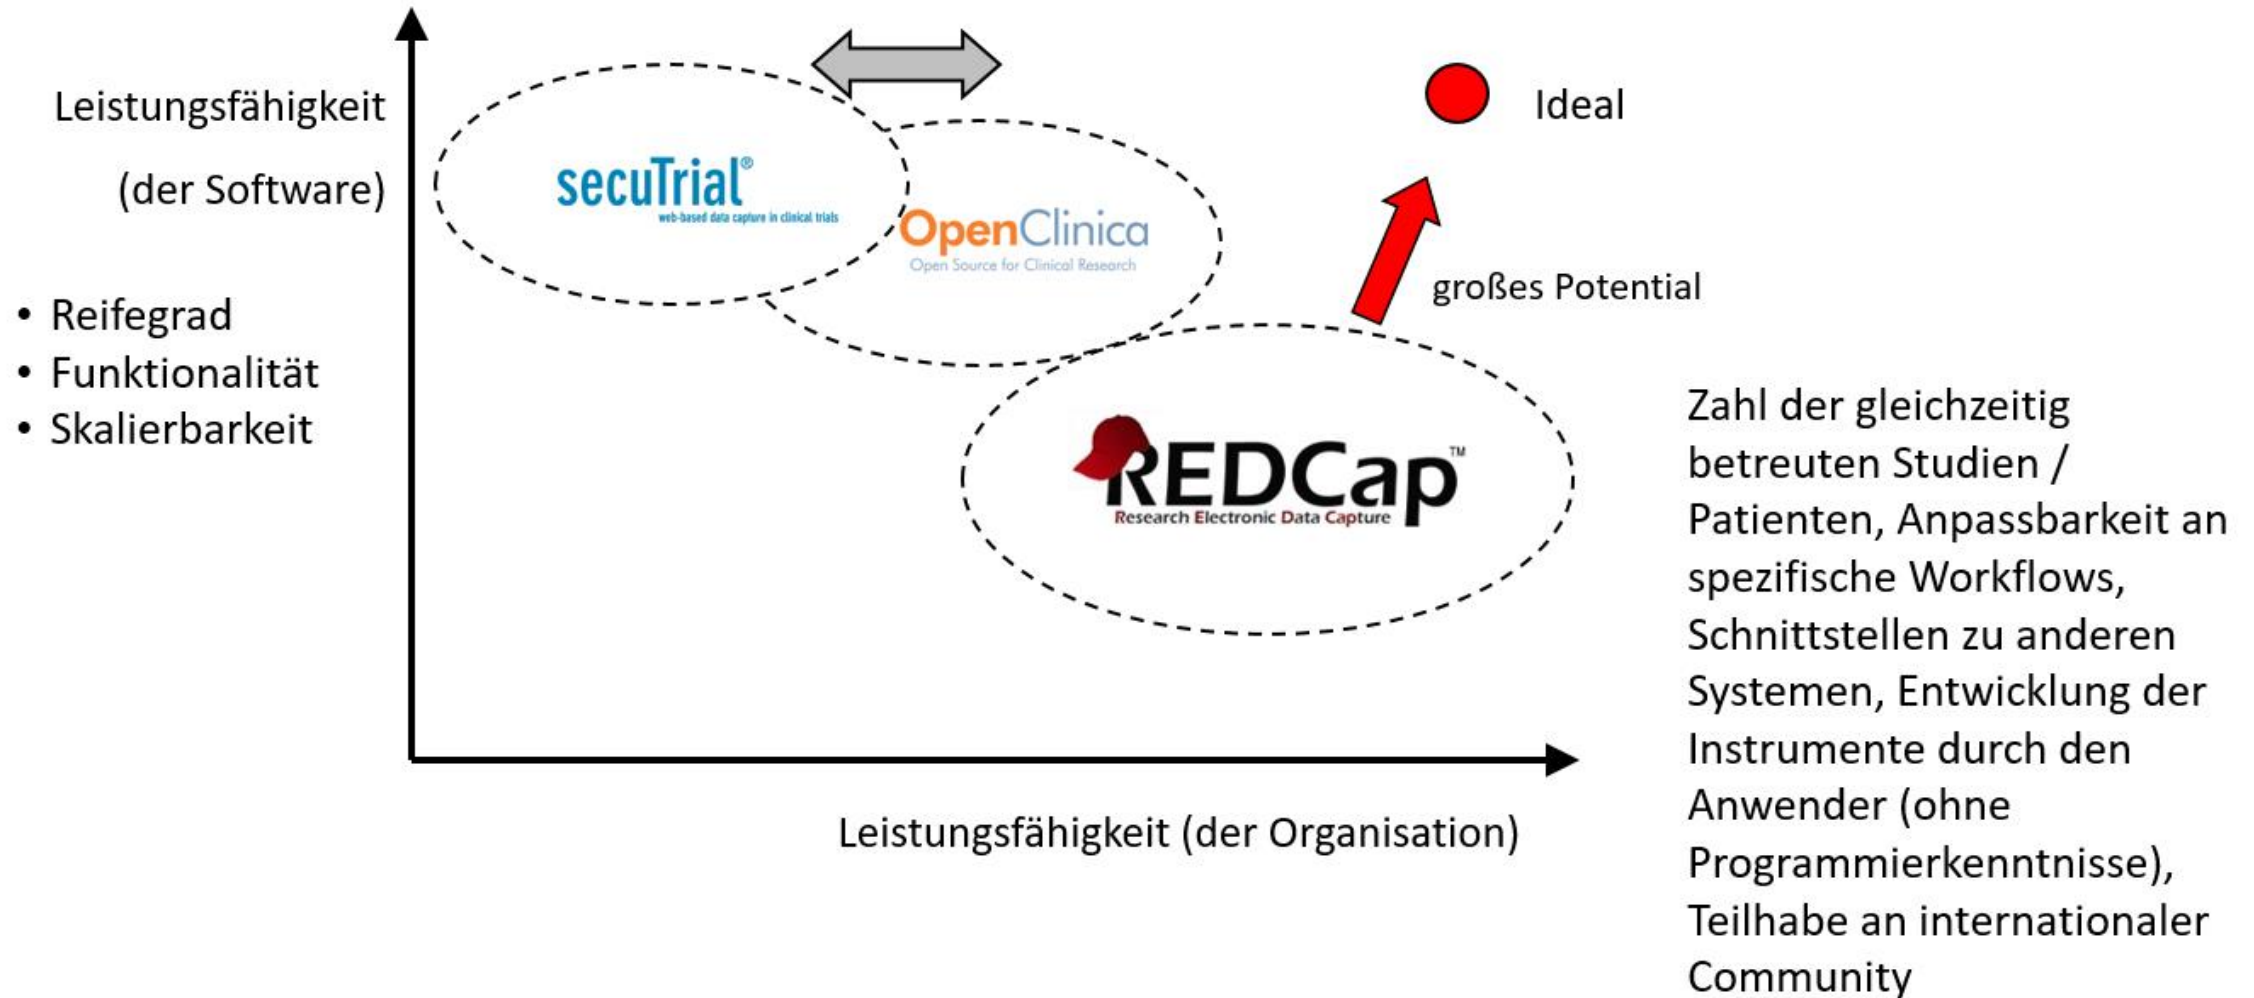 Leistungsfähigkeit
(der Software)
• Reifegrad
• Funktionalität
• Skalierbarkeit
secuTrial®
web-based data capture in clinical trials
OpenClinica
Open Source for Clinical Research
Ideal
großes Potential
REDCap™
Research Electronic Data Capture
Leistungsfähigkeit (der Organisation)
Zahl der gleichzeitig
betreuten Studien /
Patienten, Anpassbarkeit an
spezifische Workflows,
Schnittstellen zu anderen
Systemen, Entwicklung der
Instrumente durch den
Anwender (ohne
Programmierkenntnisse),
Teilhabe an internationaler
Community